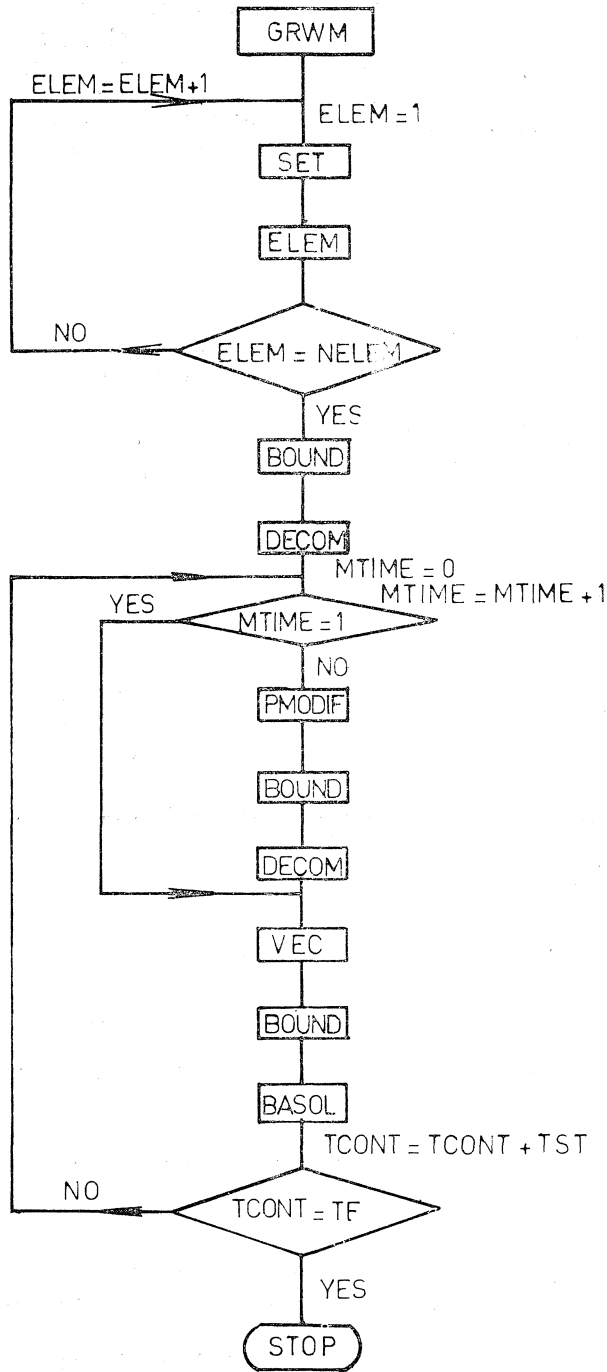 GRWM
ELEM=ELEM+1
ELEM=1
SET
ELEM
NO
ELEM = NELEM
YES
BOUND
DECOM
MTIME=0
MTIME=MTIME+1
YES
MTIME=1
NO
PMODIF
BOUND
DECOM
VEC
BOUND
BASOL
TCONT=TCONT+TST
NO
TCONT=TF
YES
STOP